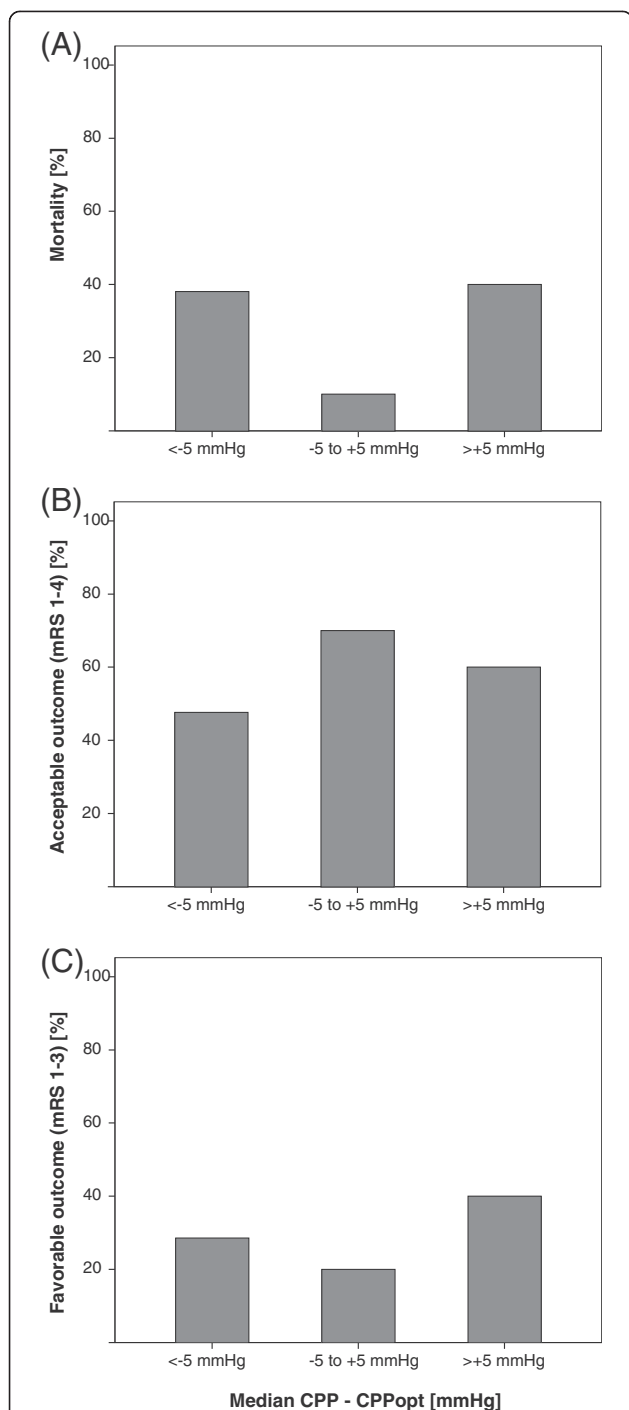 (A)
Mortality [%]
100
80
60
40
20
<-5 mmHg -5 to +5 mmHg >+5 mmHg
(B)
Acceptable outcome (mRS 1-4) [%]
100
80
60
40
20
<-5 mmHg -5 to +5 mmHg >+5 mmHg
(C)
Favorable outcome (mRS 1-3) [%]
100
80
60
40
20
<-5 mmHg -5 to +5 mmHg >+5 mmHg
Median CPP - CPPopt [mmHg]